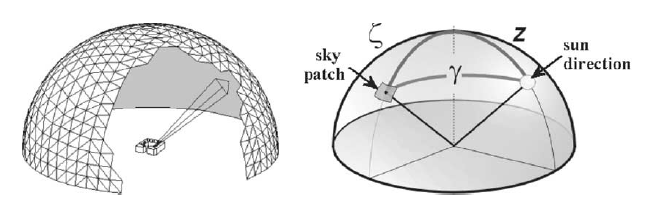 ζ
z
sky
patch
γ
sun
direction